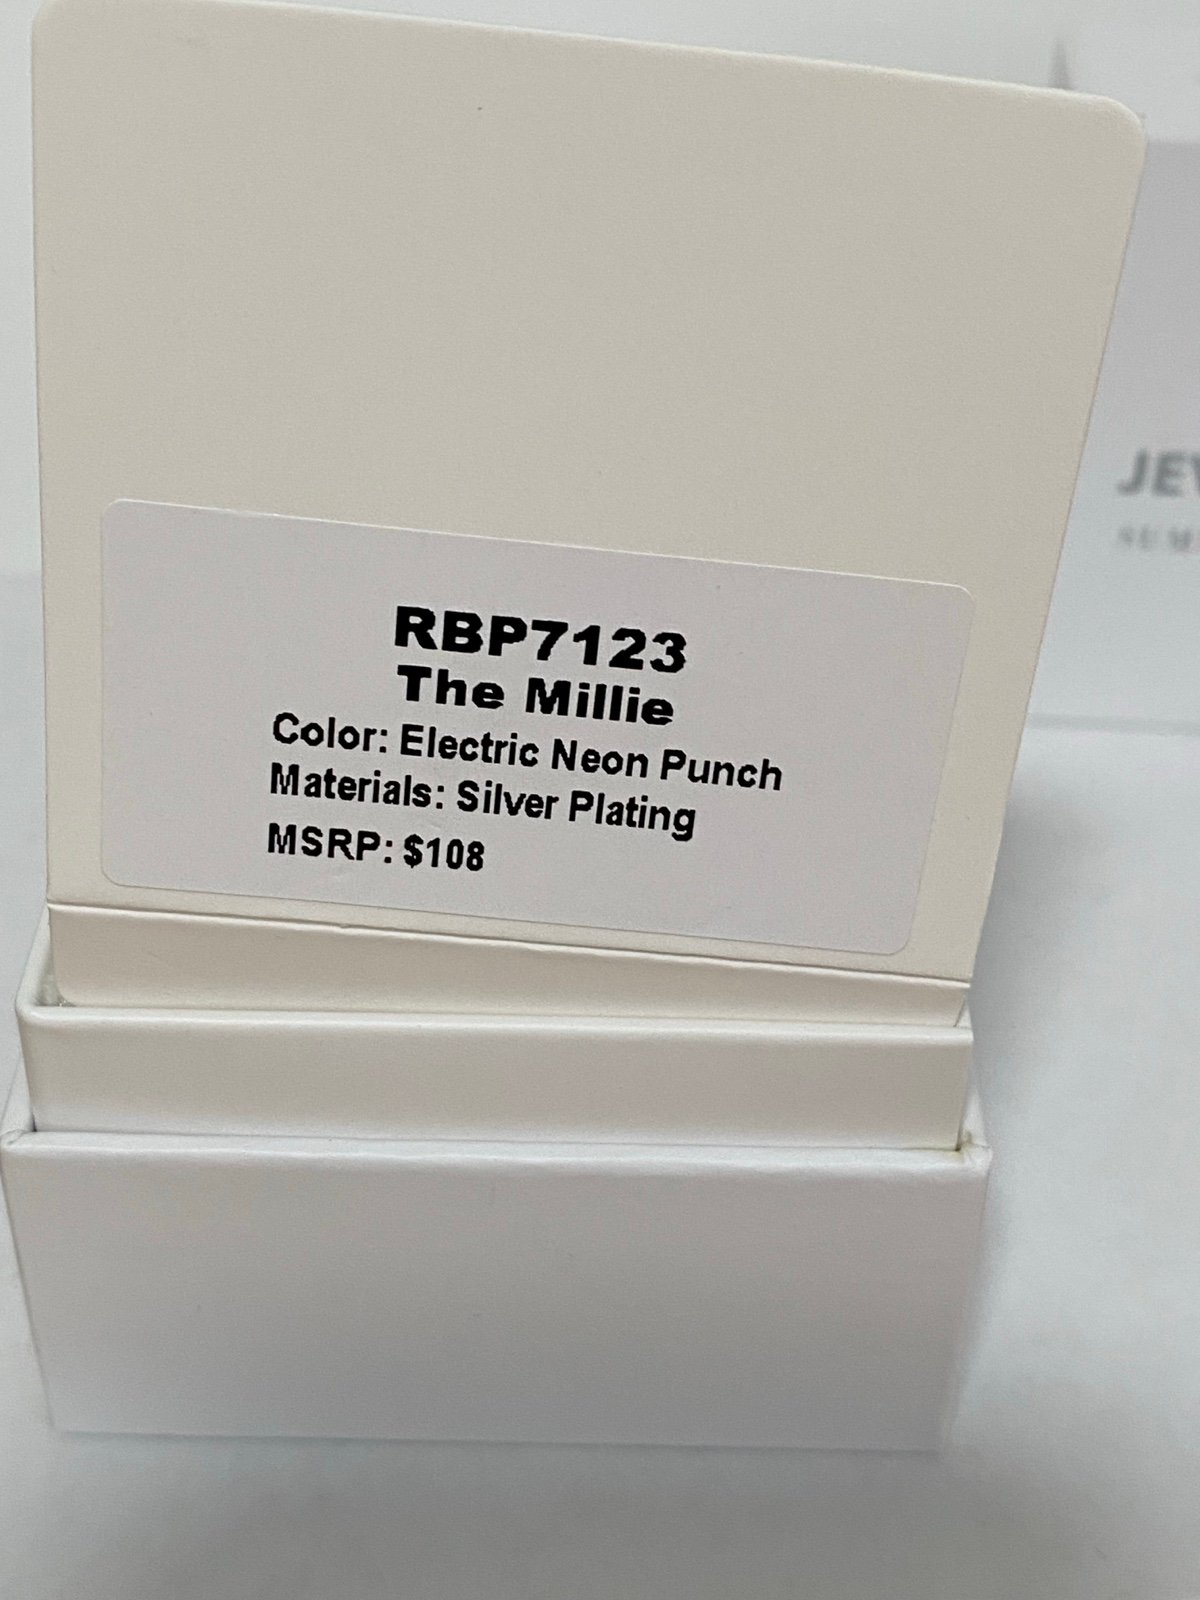 RBP7123
The Millie
Color: Electric Neon Punch
Materials: Silver Plating
MSRP: $108